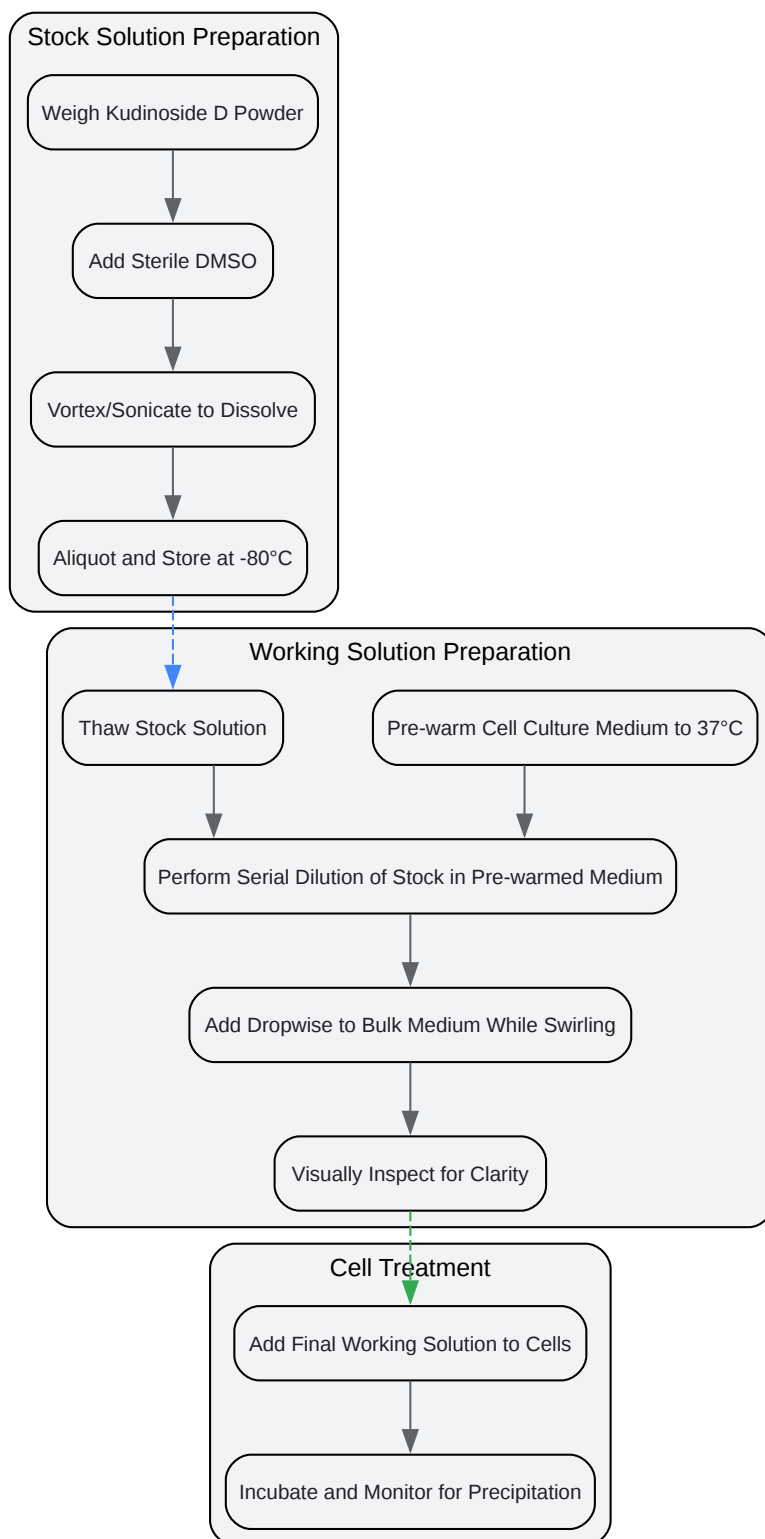 Stock Solution Preparation
Weigh Kudinoside D Powder
Add Sterile DMSO
Vortex/Sonicate to Dissolve
Aliquot and Store at -80°C
Working Solution Preparation
Thaw Stock Solution
Pre-warm Cell Culture Medium to 37°C
Perform Serial Dilution of Stock in Pre-warmed Medium
Add Dropwise to Bulk Medium While Swirling
Visually Inspect for Clarity
Cell Treatment
Add Final Working Solution to Cells
Incubate and Monitor for Precipitation